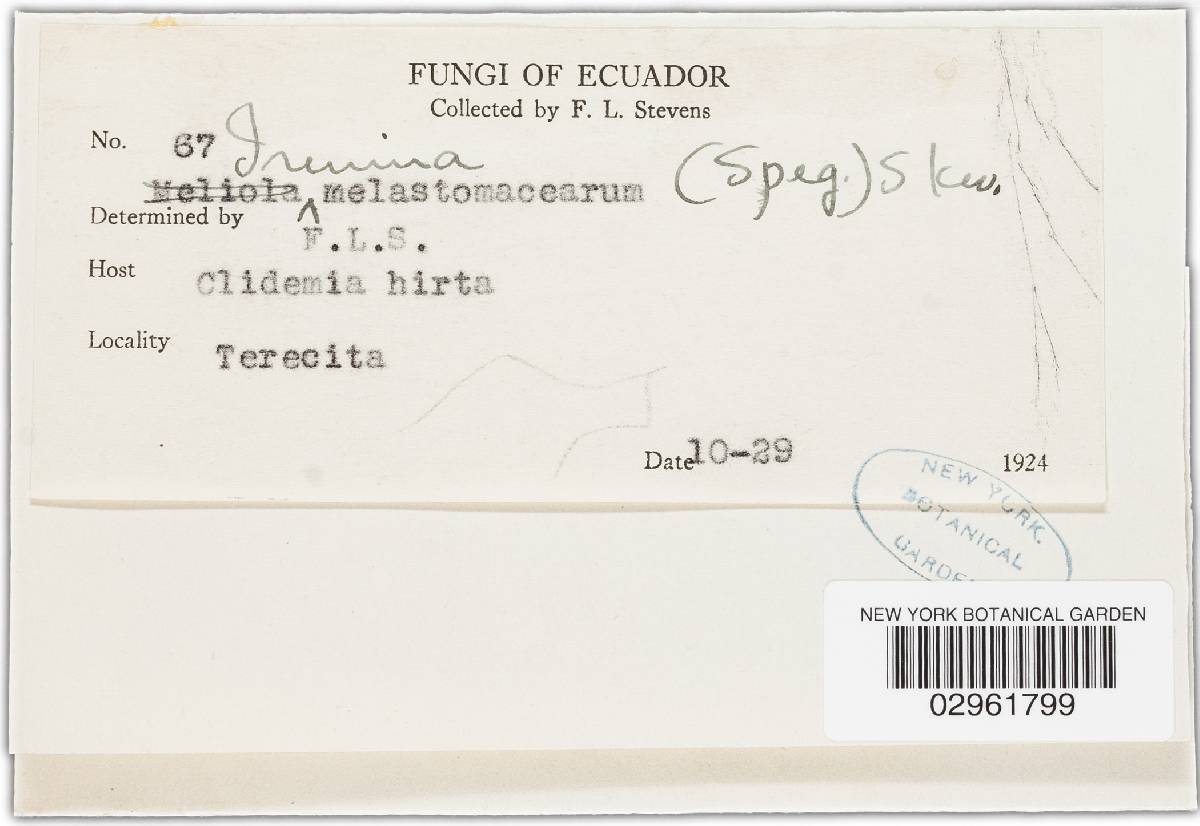 FUNGI OF ECUADOR
Collected by F. L. Stevens
No. 67 Irenina
Meliola melastomacearum (Speg.) Skev.
Determined by
F.L.S.
Host Clidemia hirta
Locality Terecita
Date 10-29 1924
NEW YORK
BOTANICAL
GARDEN
NEW YORK BOTANICAL GARDEN
02961799